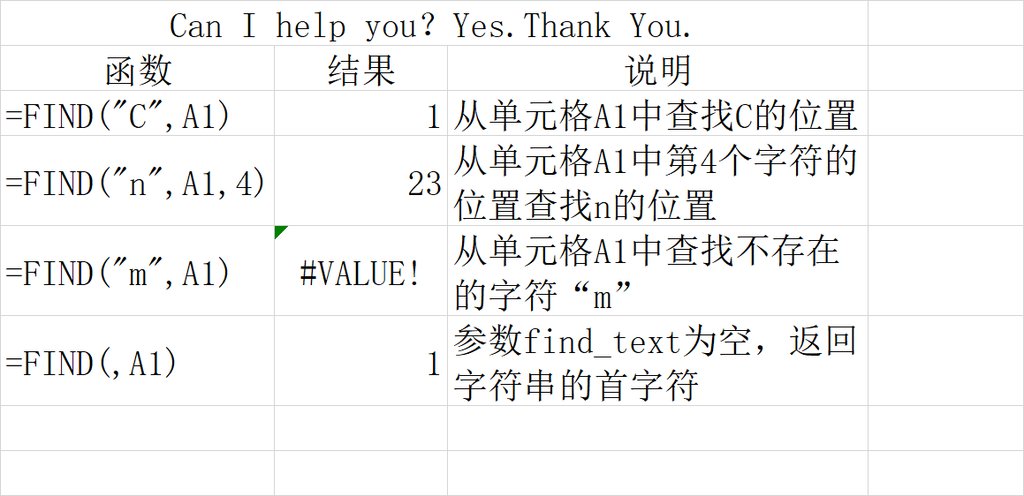 Can I help you? Yes.Thank You.
函数 结果 说明
=FIND("C",A1) 1 从单元格A1中查找C的位置
=FIND("n",A1,4) 23 从单元格A1中第4个字符的
位置查找n的位置
=FIND("m",A1) #VALUE! 从单元格A1中查找不存在
的字符“m”
=FIND(,A1) 1 参数find_text为空，返回
字符串的首字符